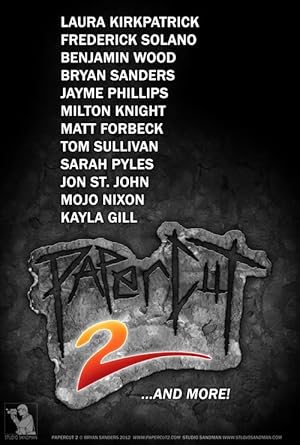 LAURA KIRKPATRICK
FREDERICK SOLANO
BENJAMIN WOOD
BRYAN SANDERS
JAYME PHILLIPS
MILTON KNIGHT
MATT FORBECK
TOM SULLIVAN
SARAH PYLES
JON ST. JOHN
MOJO NIXON
KAYLA GILL
PAPerCuT
2
...AND MORE!
STUDIO SANDMAN
PAPERCUT 2 © BRYAN SANDERS 2012 WWW.PAPERCUT2.COM STUDIO SANDMAN WWW.STUDIOSANDMAN.COM